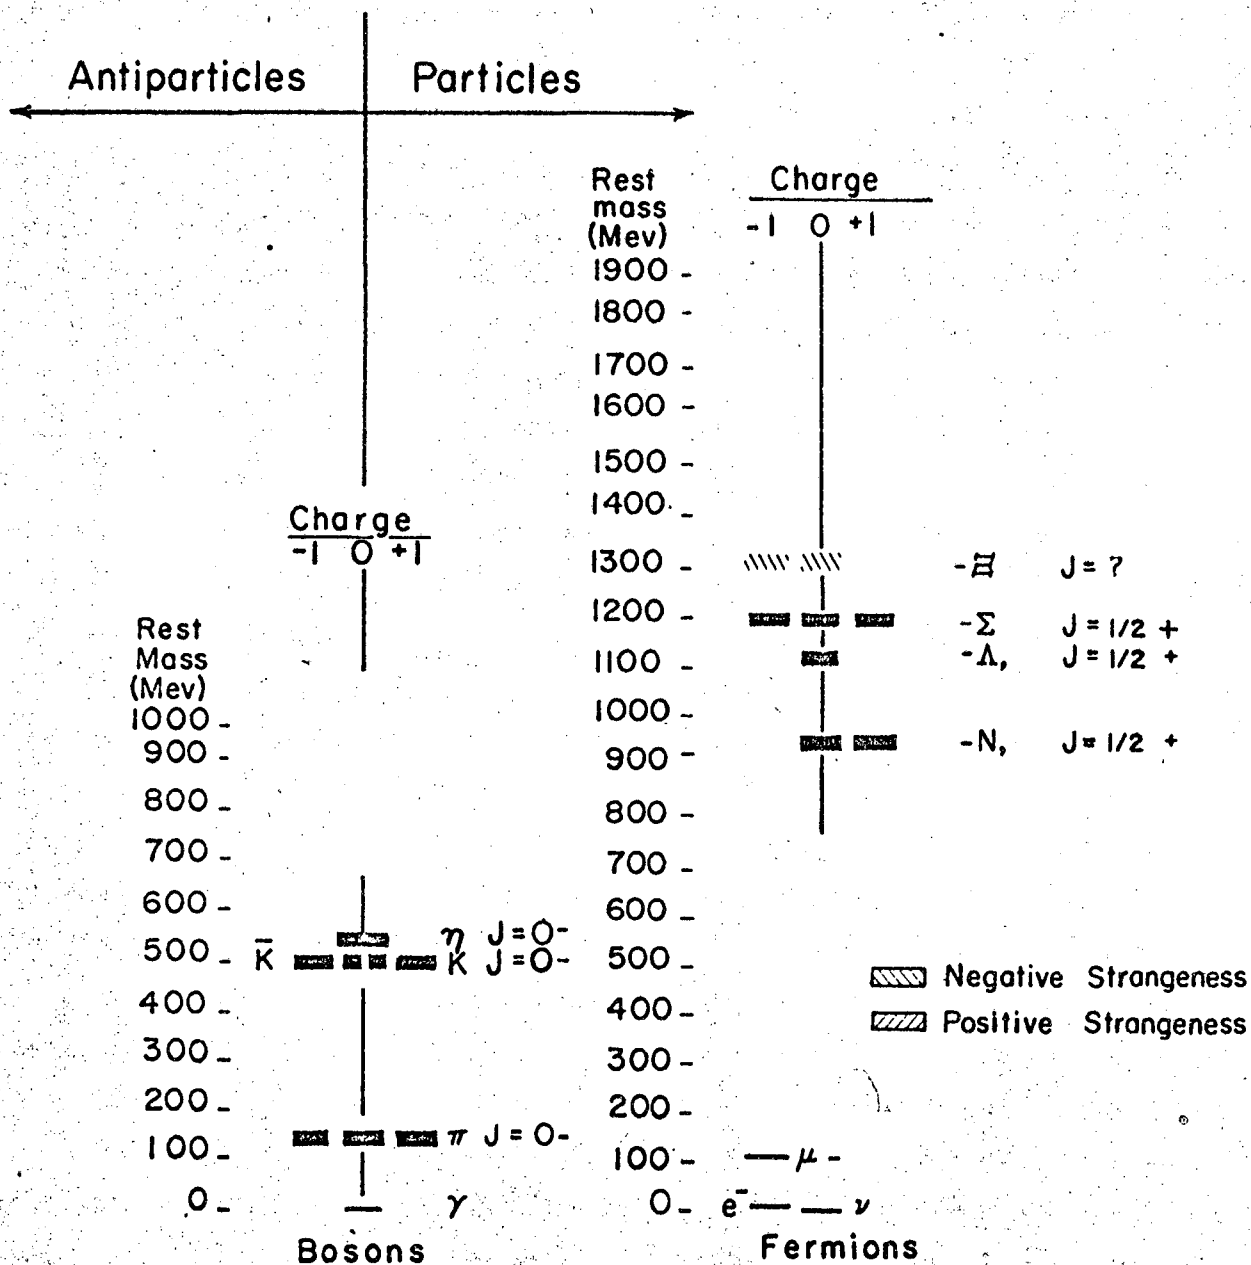 Antiparticles Particles
Charge
-1 0 +1
Rest
Mass
(Mev)
1000 -
900 -
800 -
700 -
600 -
500 -
400 -
300 -
200 -
100 -
0 -
η J=0-
K̄ K J=0-
π J=0-
γ
Bosons
Rest
mass
(Mev)
Charge
-1 0 +1
1900 -
1800 -
1700 -
1600 -
1500 -
1400 -
1300 -
1200 -
1100 -
1000 -
900 -
800 -
700 -
600 -
500 -
400 -
300 -
200 -
100 -
0 -
-Ξ J= ?
-Σ J= 1/2 +
-Λ, J= 1/2 +
-N, J= 1/2 +
μ -
e⁻ ν
Fermions
Negative Strangeness
Positive Strangeness